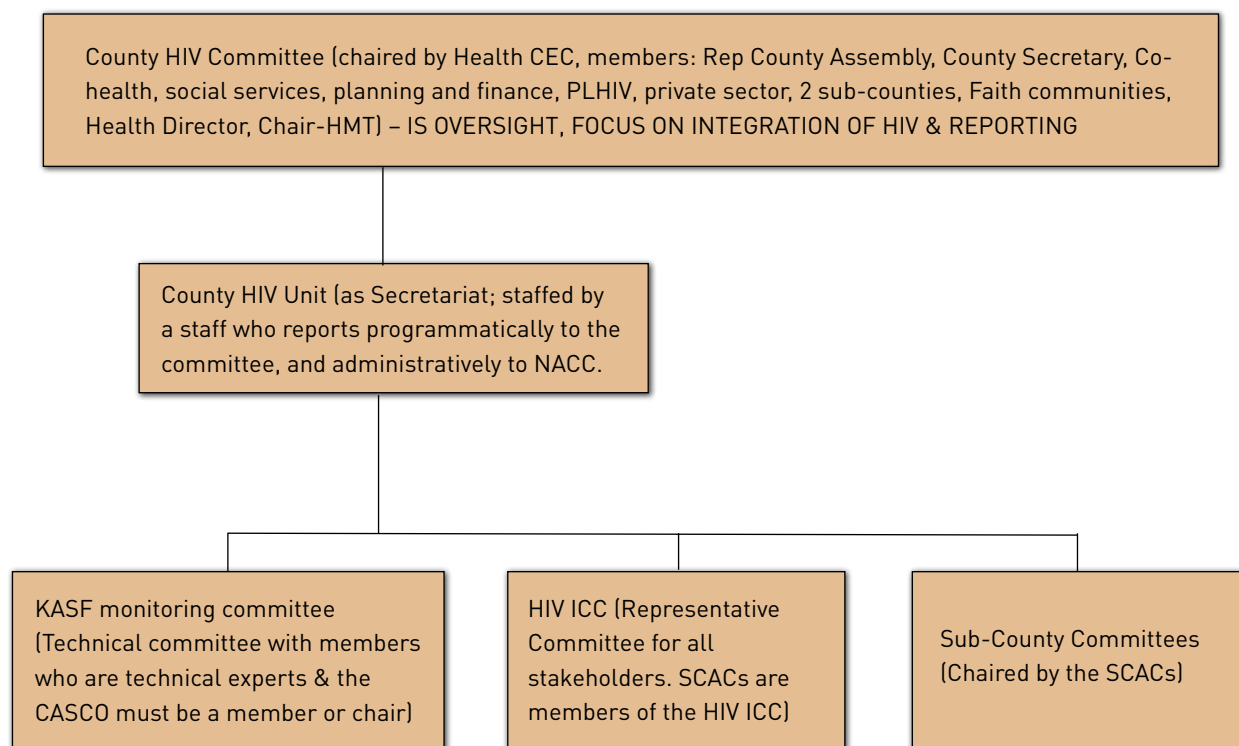 County HIV Committee (chaired by Health CEC, members: Rep County Assembly, County Secretary, Co-
health, social services, planning and finance, PLHIV, private sector, 2 sub-counties, Faith communities,
Health Director, Chair-HMT) – IS OVERSIGHT, FOCUS ON INTEGRATION OF HIV & REPORTING
County HIV Unit (as Secretariat; staffed by
a staff who reports programmatically to the
committee, and administratively to NACC.
KASF monitoring committee
(Technical committee with members
who are technical experts & the
CASCO must be a member or chair)
HIV ICC (Representative
Committee for all
stakeholders. SCACs are
members of the HIV ICC)
Sub-County Committees
(Chaired by the SCACs)